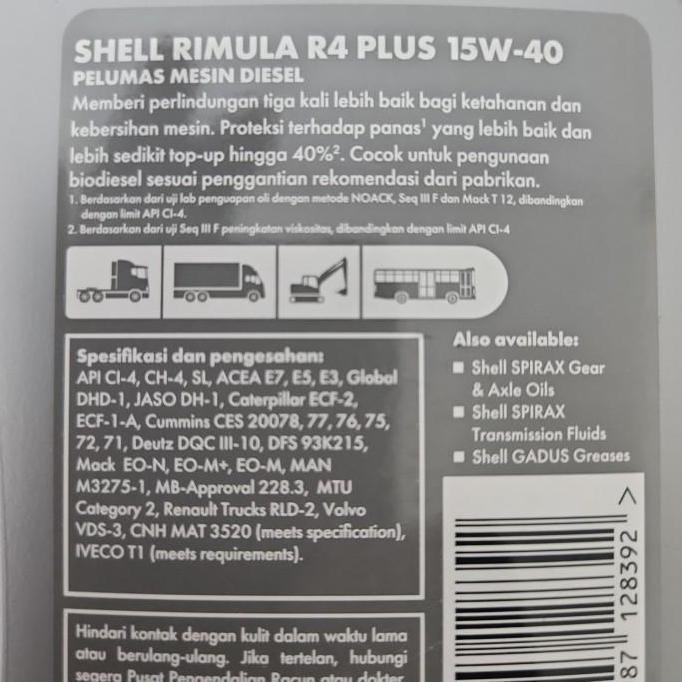 SHELL RIMULA R4 PLUS 15W-40
PELUMAS MESIN DIESEL
Memberi perlindungan tiga kali lebih baik bagi ketahanan dan
kebersihan mesin. Proteksi terhadap panas¹ yang lebih baik dan
lebih sedikit top-up hingga 40%². Cocok untuk pengunaan
biodiesel sesuai penggantian rekomendasi dari pabrikan.
1. Berdasarkan dari uji lab penguapan oli dengan metode NOACK, Seq III F dan Mack T 12, dibandingkan
dengan limit API CI-4.
2. Berdasarkan dari uji Seq III F peningkatan viskositas, dibandingkan dengan limit API CI-4
Spesifikasi dan pengesahan:
API CI-4, CH-4, SL, ACEA E7, E5, E3, Global
DHD-1, JASO DH-1, Caterpillar ECF-2,
ECF-1-A, Cummins CES 20078, 77, 76, 75,
72, 71, Deutz DQC III-10, DFS 93K215,
Mack EO-N, EO-M+, EO-M, MAN
M3275-1, MB-Approval 228.3, MTU
Category 2, Renault Trucks RLD-2, Volvo
VDS-3, CNH MAT 3520 (meets specification),
IVECO T1 (meets requirements).
Also available:
■ Shell SPIRAX Gear
& Axle Oils
■ Shell SPIRAX
Transmission Fluids
■ Shell GADUS Greases
87 128392 >
Hindari kontak dengan kulit dalam waktu lama
atau berulang-ulang. Jika tertelan, hubungi
segera Pusat Pengendalian Racun atau dokter